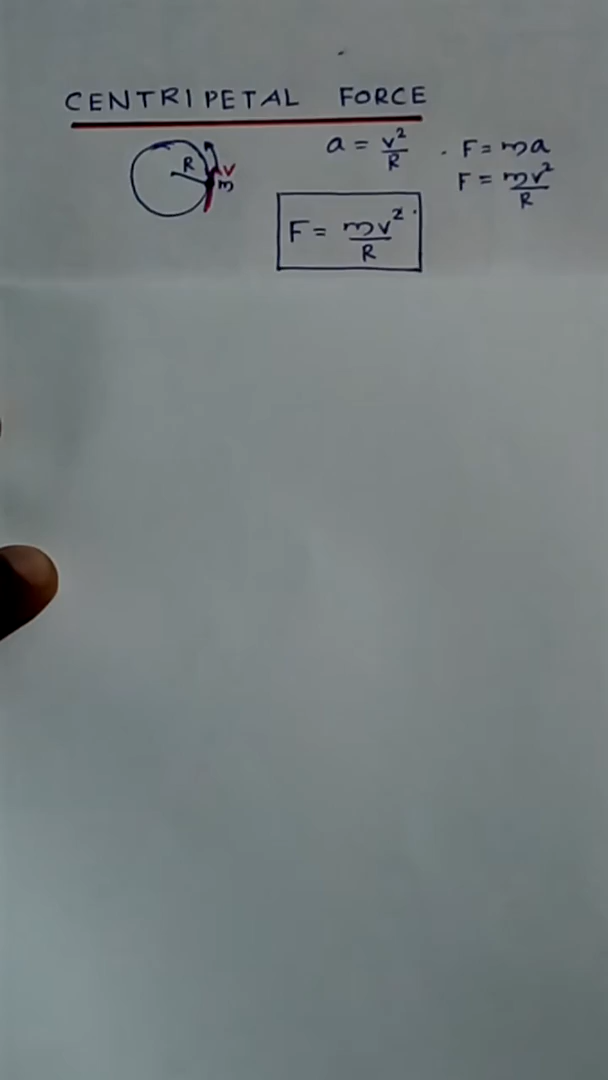 CENTRIPETAL FORCE
R V m
a = v²/R . F = ma
F = mv²/R
F = mv²/R